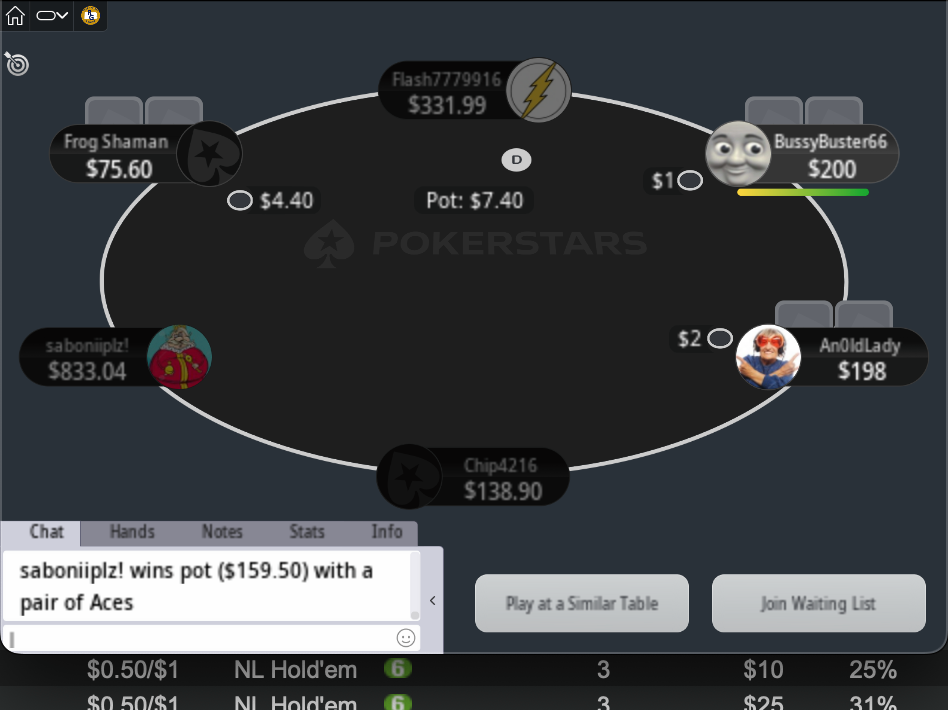 Flash7779916
$331.99
Frog Shaman
$75.60
BussyBuster66
$200
D
$1
$4.40
Pot: $7.40
POKERSTARS
saboniiplz!
$833.04
$2
An0ldLady
$198
Chip4216
$138.90
Chat Hands Notes Stats Info
saboniiplz! wins pot ($159.50) with a
pair of Aces
Play at a Similar Table
Join Waiting List
$0.50/$1 NL Hold'em 6 3 $10 25%
$0.50/$1 NL Hold'em 6 3 $25 31%